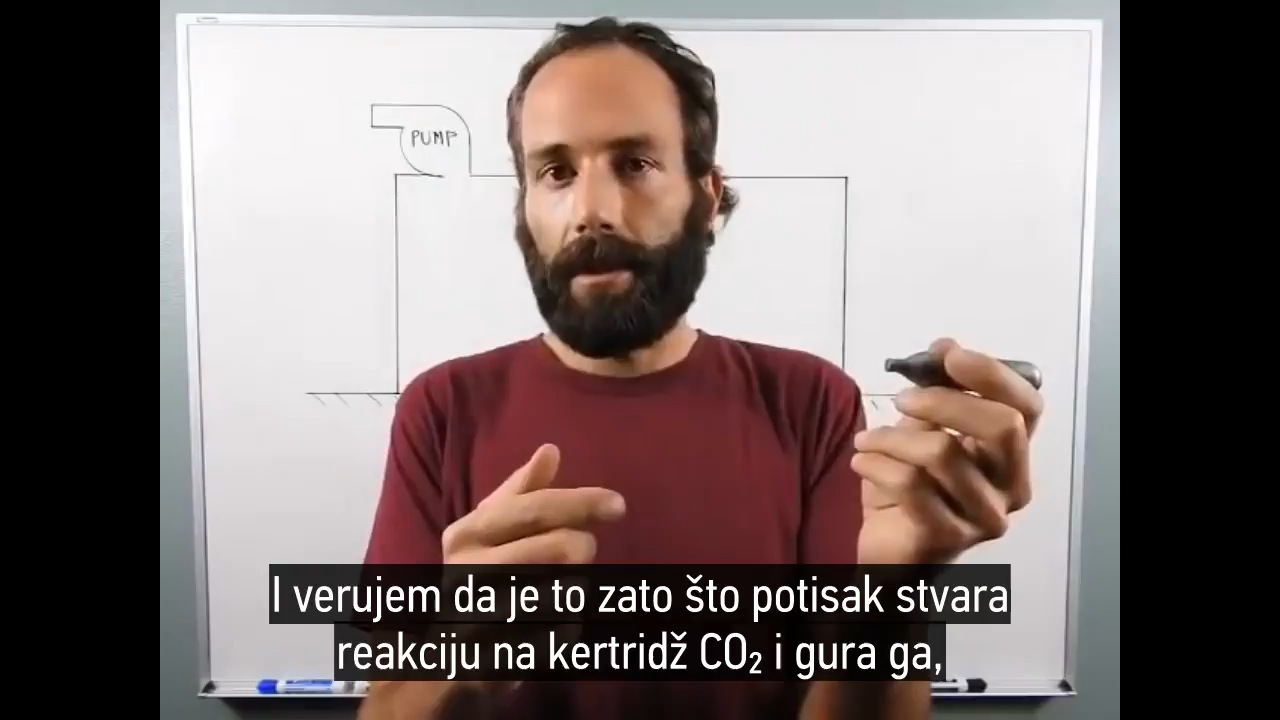 PUMP
I verujem da je to zato što potisak stvara
reakciju na kertridž CO₂ i gura ga,